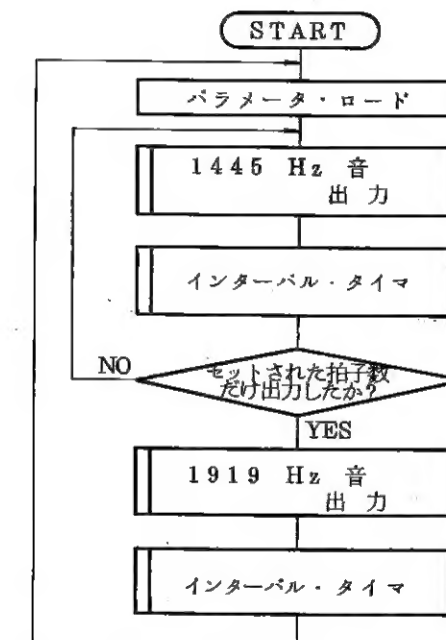 START
パラメータ・ロード
1445 Hz 音
出力
インターバル・タイマ
セットされた拍子数
だけ出力したか?
NO
YES
1919 Hz 音
出力
インターバル・タイマ